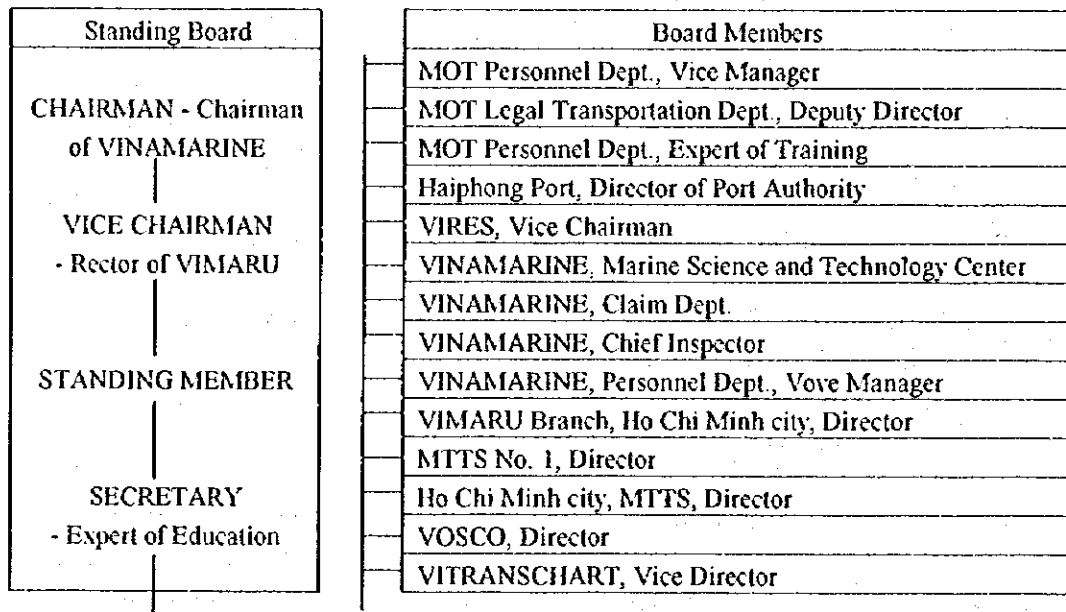 Standing Board
CHAIRMAN - Chairman
of VINAMARINE
VICE CHAIRMAN
- Rector of VIMARU
STANDING MEMBER
SECRETARY
- Expert of Education
Board Members
MOT Personnel Dept., Vice Manager
MOT Legal Transportation Dept., Deputy Director
MOT Personnel Dept., Expert of Training
Haiphong Port, Director of Port Authority
VIRES, Vice Chairman
VINAMARINE, Marine Science and Technology Center
VINAMARINE, Claim Dept.
VINAMARINE, Chief Inspector
VINAMARINE, Personnel Dept., Vove Manager
VIMARU Branch, Ho Chi Minh city, Director
MTTS No. 1, Director
Ho Chi Minh city, MTTS, Director
VOSCO, Director
VITRANSCHART, Vice Director